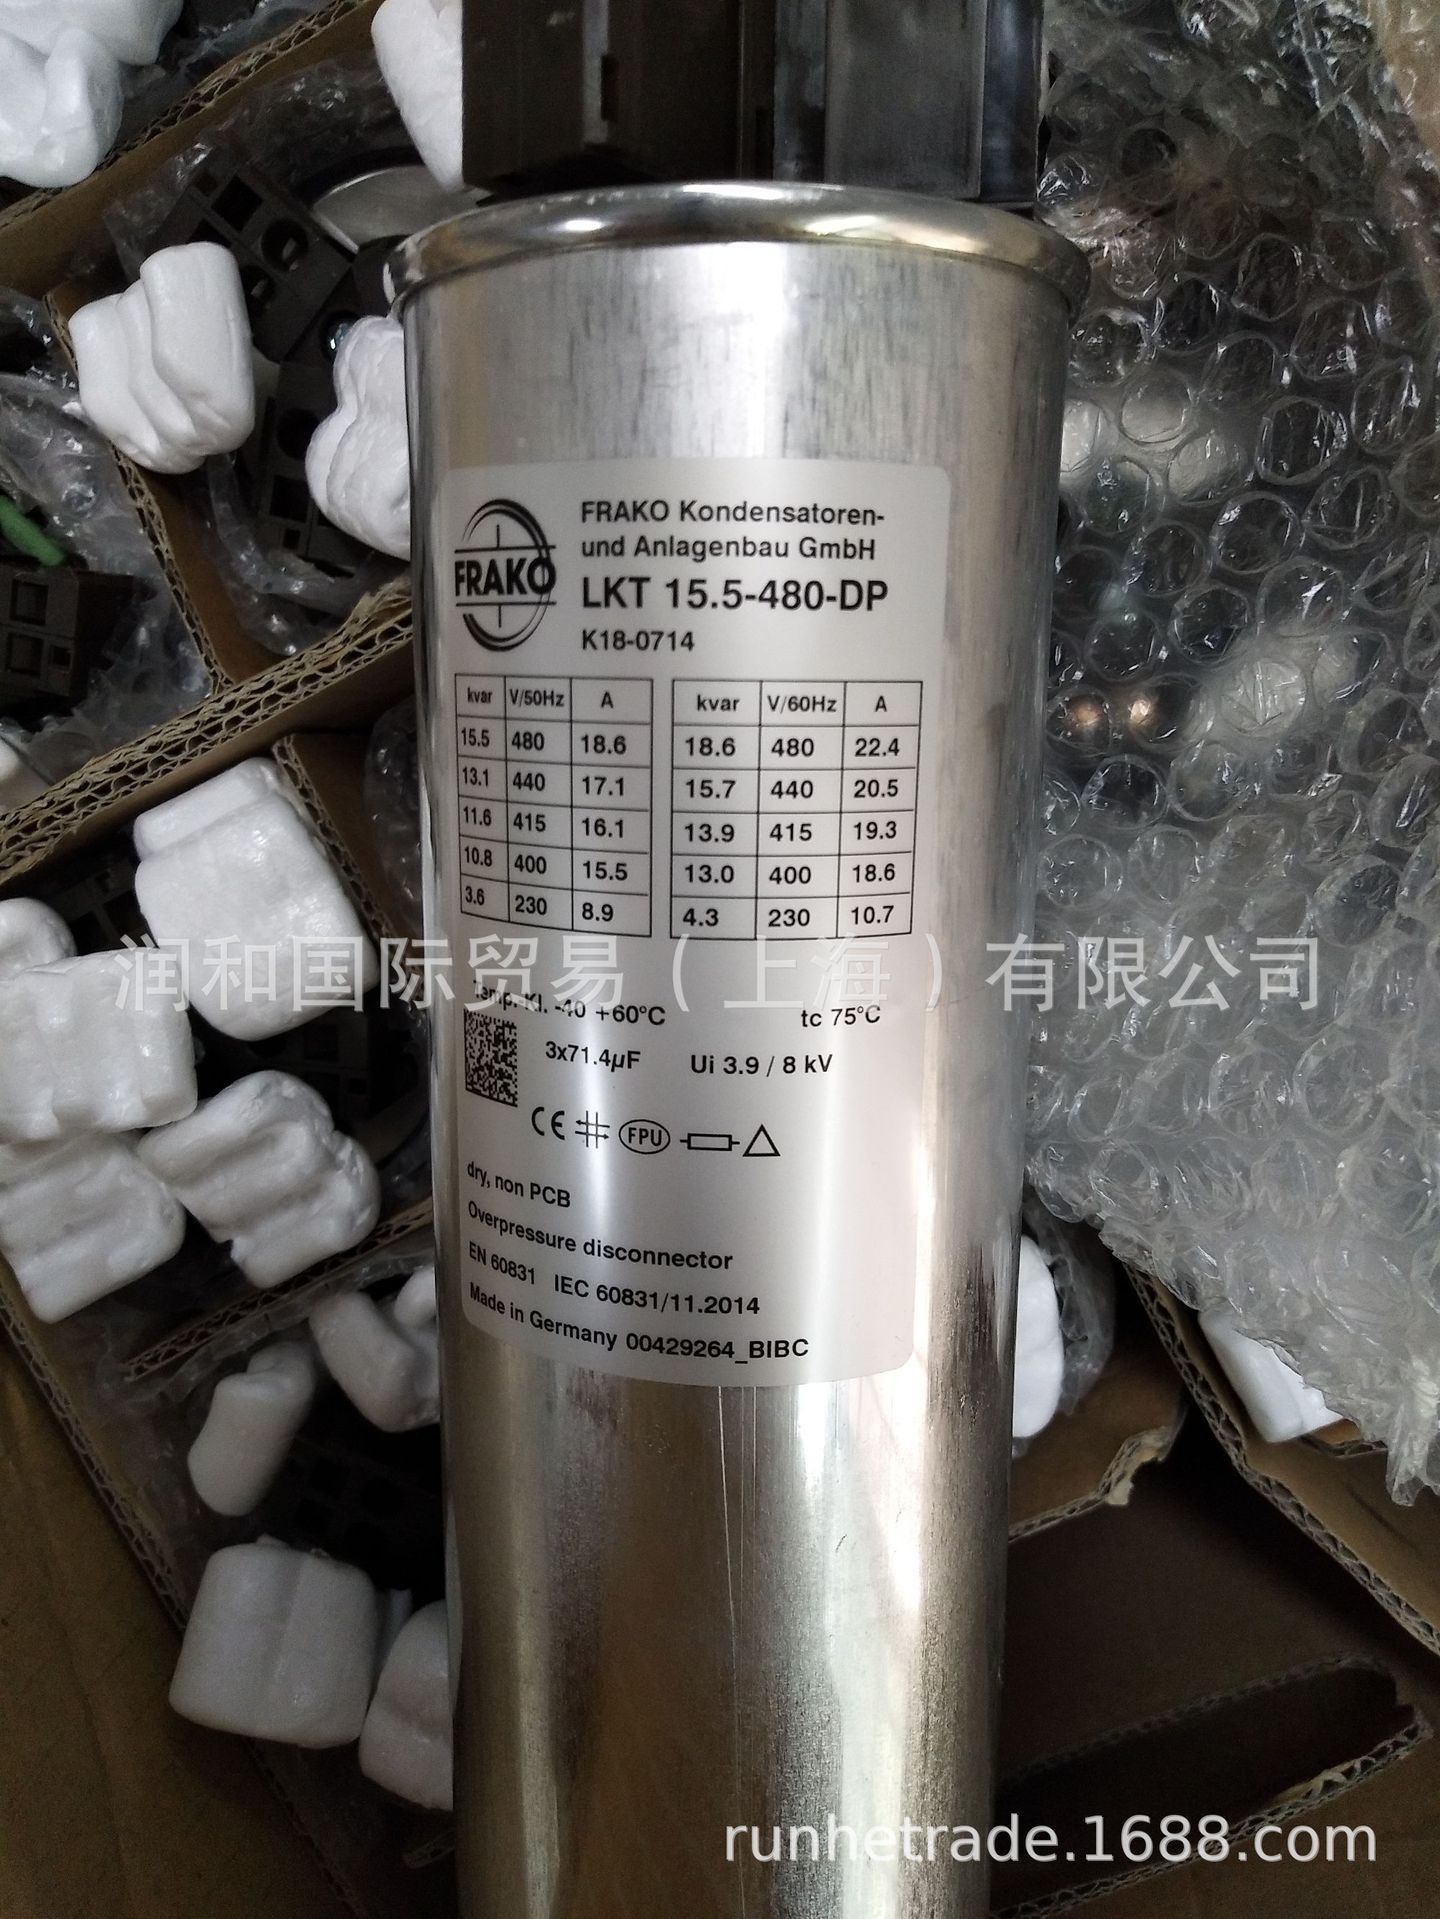 FRAKO
FRAKO Kondensatoren-
und Anlagenbau GmbH
LKT 15.5-480-DP
K18-0714
kvar V/50Hz A
15.5 480 18.6
13.1 440 17.1
11.6 415 16.1
10.8 400 15.5
3.6 230 8.9
kvar V/60Hz A
18.6 480 22.4
15.7 440 20.5
13.9 415 19.3
13.0 400 18.6
4.3 230 10.7
润和国际贸易（上海）有限公司
Temp.-Kl. -40 +60°C tc 75°C
3x71.4µF Ui 3.9 / 8 kV
CE FPU
dry, non PCB
Overpressure disconnector
EN 60831 IEC 60831/11.2014
Made in Germany 00429264_BIBC
runhetrade.1688.com